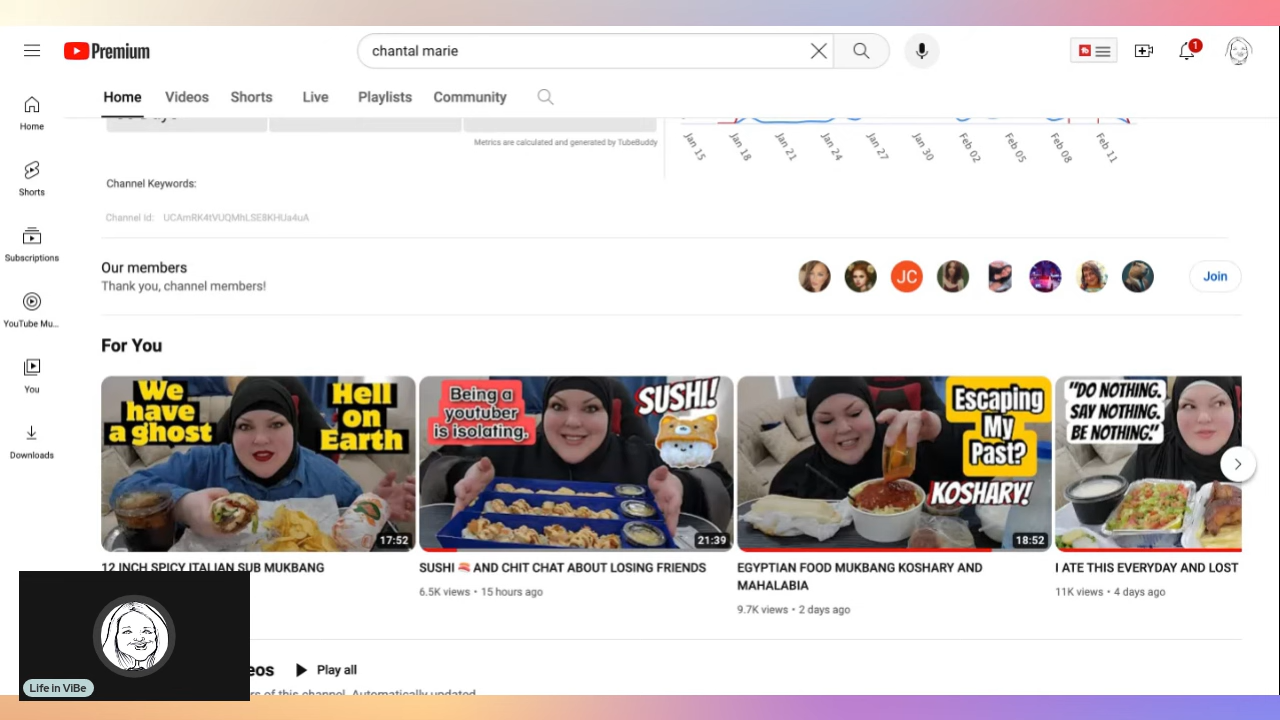 Premium
chantal marie
1
Home Videos Shorts Live Playlists Community
Home
Shorts
Subscriptions
YouTube Mu...
You
Downloads
Jan 15 Jan 18 Jan 21 Jan 24 Jan 27 Jan 30 Feb 02 Feb 05 Feb 08 Feb 11
Metrics are calculated and generated by TubeBuddy
Channel Keywords:
Channel Id: UCAmRK4tVUQMhLSE8KHUa4uA
Our members
Thank you, channel members!
JC
Join
For You
We have a ghost
Hell on Earth
17:52
Being a youtuber is isolating.
SUSHI!
21:39
Escaping My Past?
KOSHARY!
18:52
"DO NOTHING. SAY NOTHING. BE NOTHING."
12 INCH SPICY ITALIAN SUB MUKBANG
SUSHI 🍣 AND CHIT CHAT ABOUT LOSING FRIENDS
6.5K views • 15 hours ago
EGYPTIAN FOOD MUKBANG KOSHARY AND
MAHALABIA
9.7K views • 2 days ago
I ATE THIS EVERYDAY AND LOST
11K views • 4 days ago
eos
Play all
of this channel. Automatically updated.
Life in ViBe